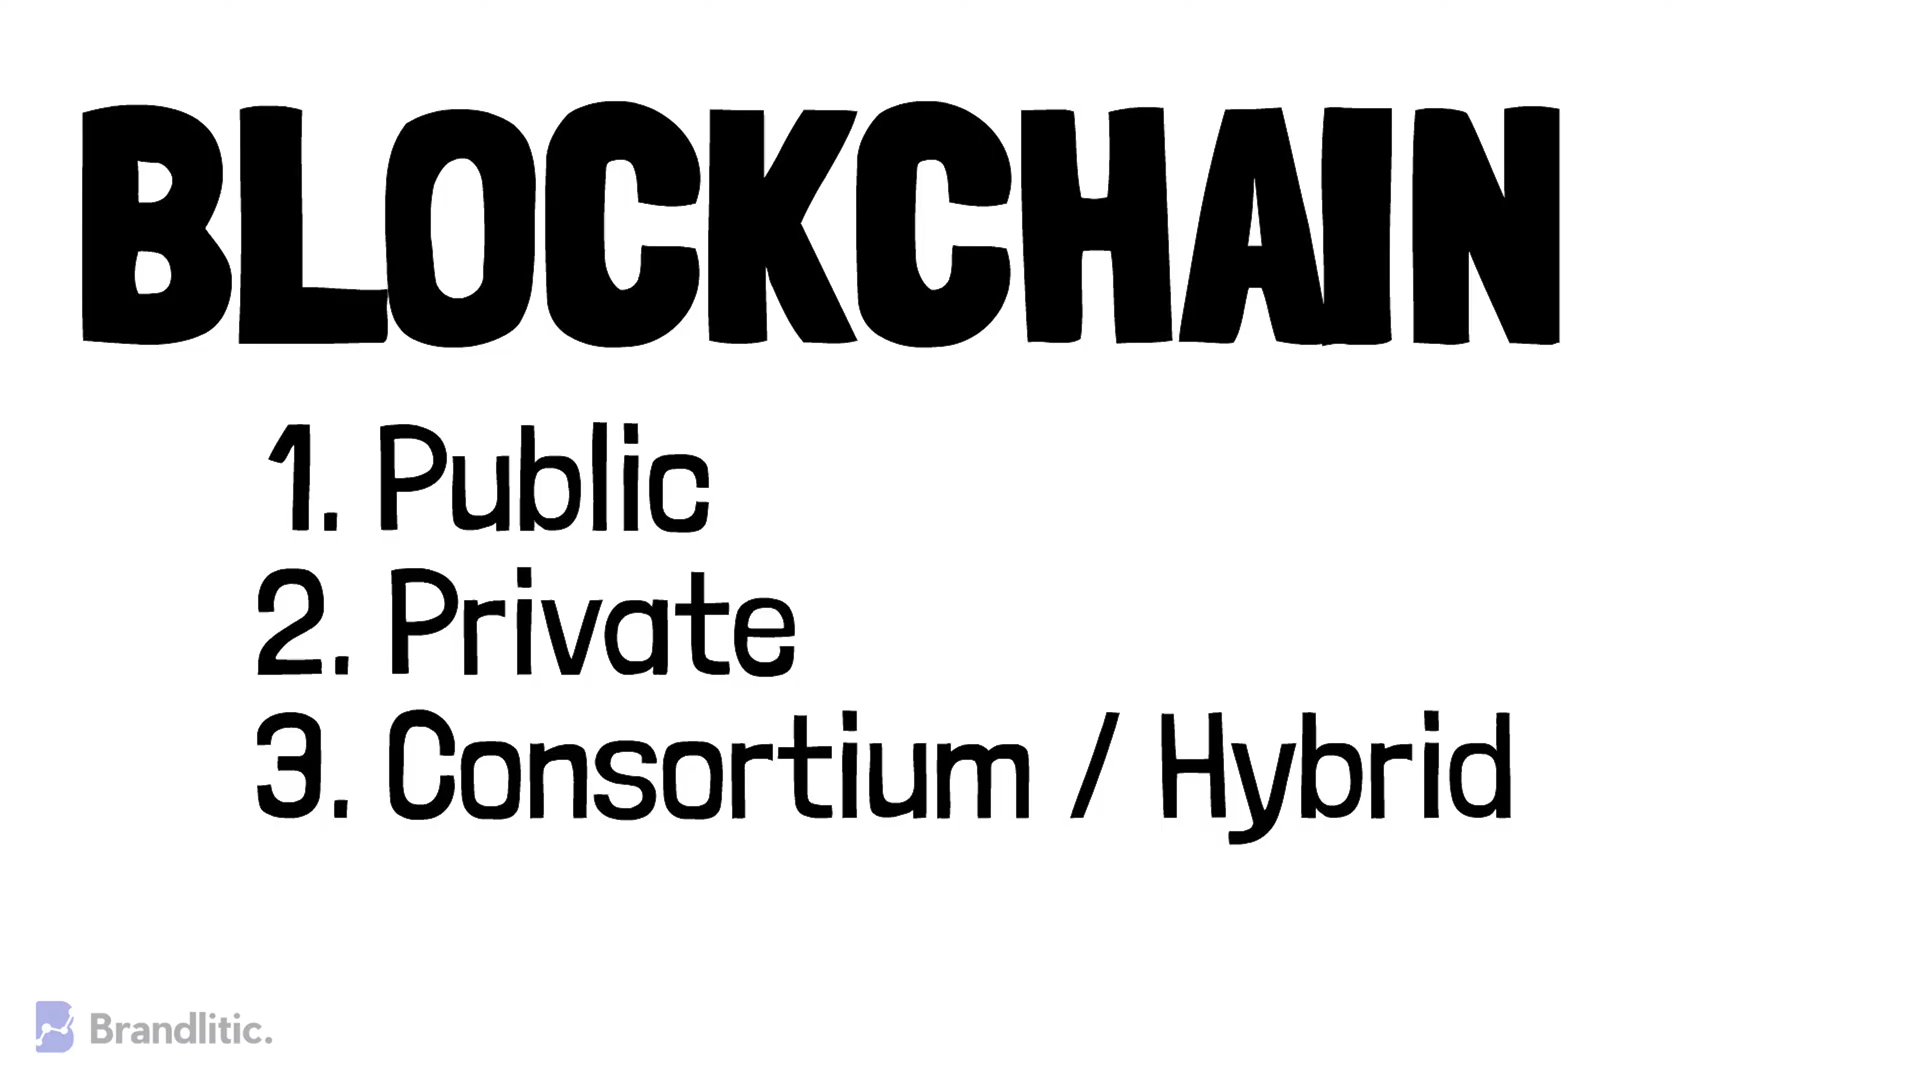 BLOCKCHAIN
1. Public
2. Private
3. Consortium / Hybrid
Brandlitic.